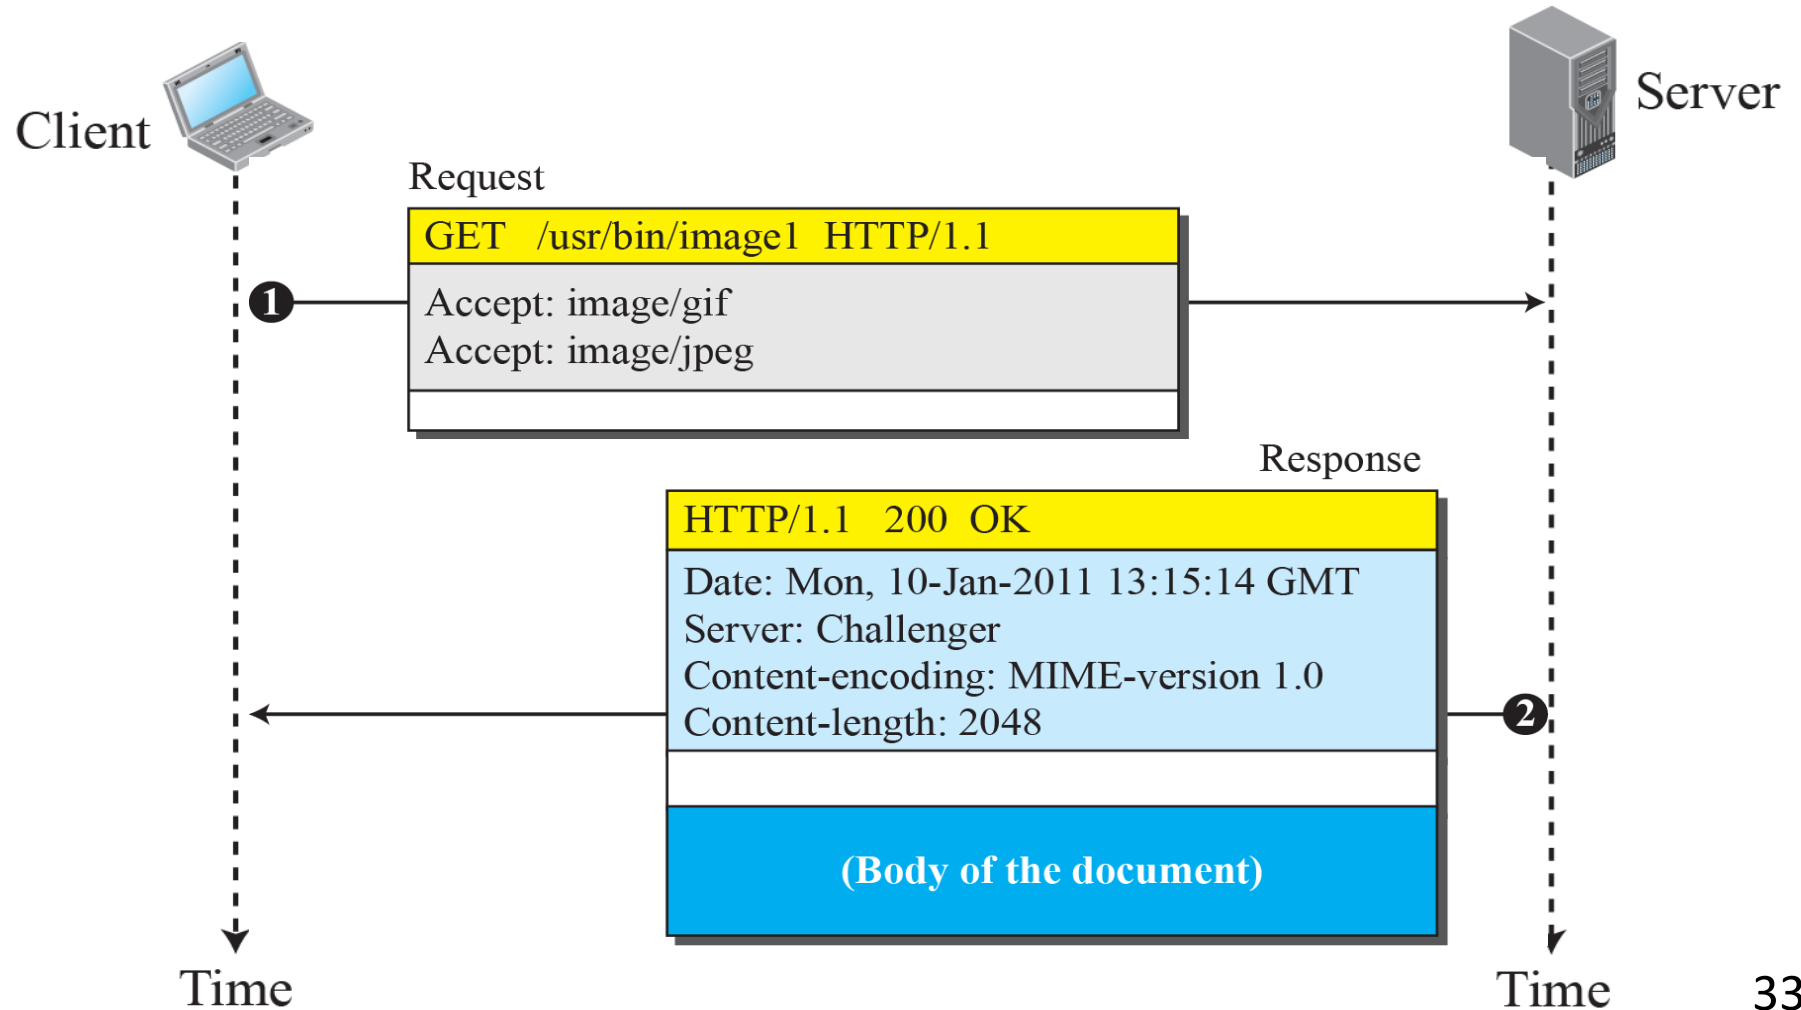 Client
Server
Request
GET /usr/bin/image1 HTTP/1.1
1
Accept: image/gif
Accept: image/jpeg
Response
HTTP/1.1 200 OK
Date: Mon, 10-Jan-2011 13:15:14 GMT
Server: Challenger
Content-encoding: MIME-version 1.0
Content-length: 2048
2
(Body of the document)
Time
Time
33